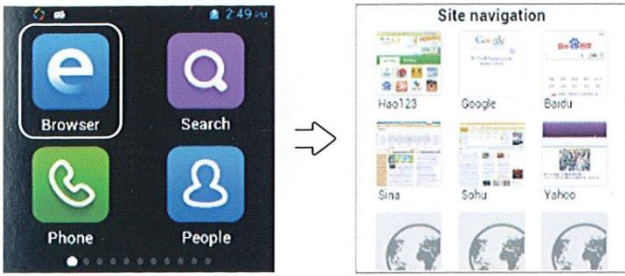 2:49 PM
Browser
Search
Phone
People
Site navigation
Hao123
Google
Baidu
Sina
Sohu
Yahoo